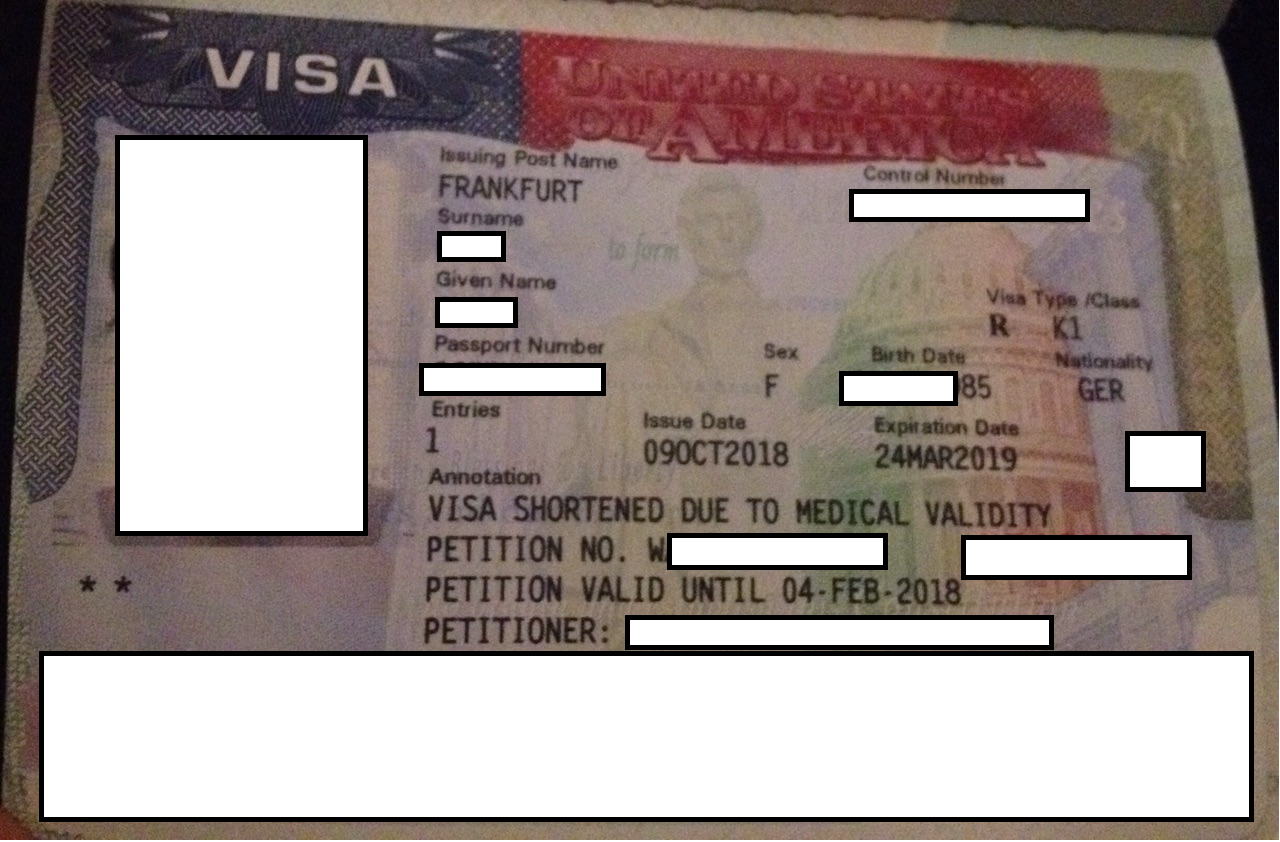 VISA
UNITED STATES
OF AMERICA
Issuing Post Name
FRANKFURT
Control Number
Surname
to form
Given Name
Visa Type /Class
R K1
Passport Number
Sex
F
Birth Date
85
Nationality
GER
Entries
1
Issue Date
09OCT2018
Expiration Date
24MAR2019
Annotation
VISA SHORTENED DUE TO MEDICAL VALIDITY
PETITION NO. W
PETITION VALID UNTIL 04-FEB-2018
PETITIONER:
**